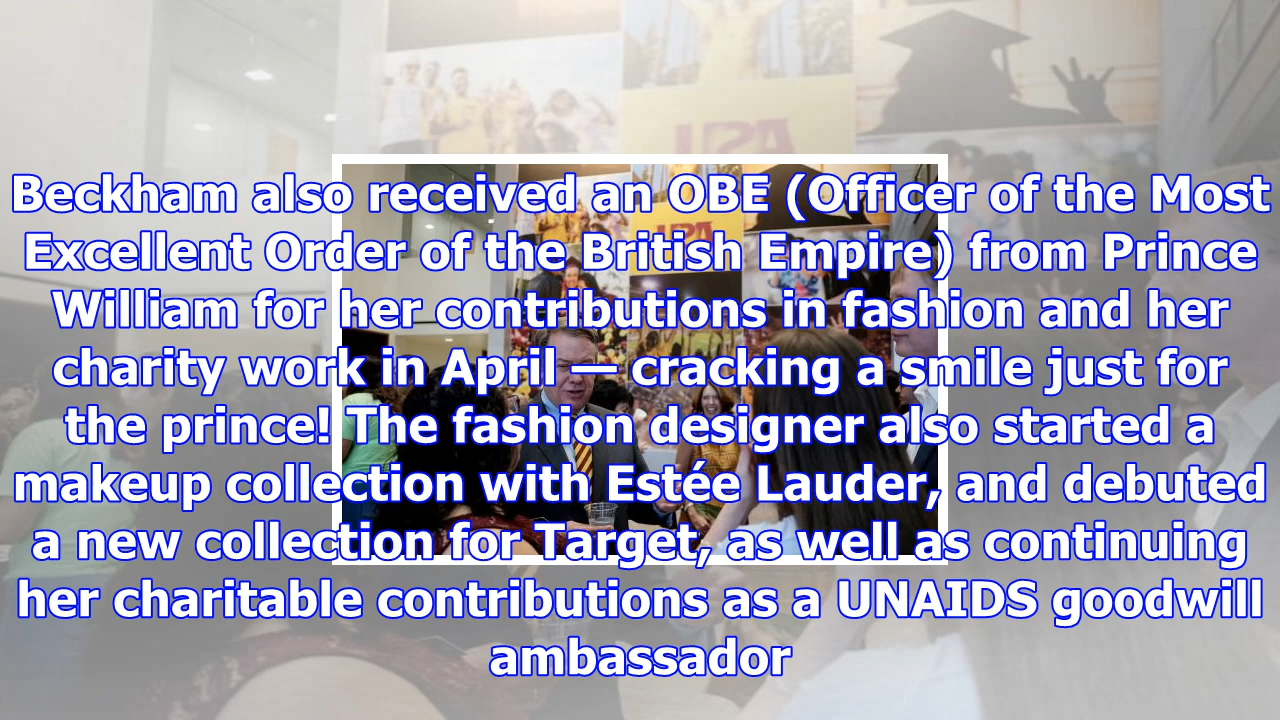 Beckham also received an OBE (Officer of the Most
Excellent Order of the British Empire) from Prince
William for her contributions in fashion and her
charity work in April — cracking a smile just for
the prince! The fashion designer also started a
makeup collection with Estée Lauder, and debuted
a new collection for Target, as well as continuing
her charitable contributions as a UNAIDS goodwill
ambassador